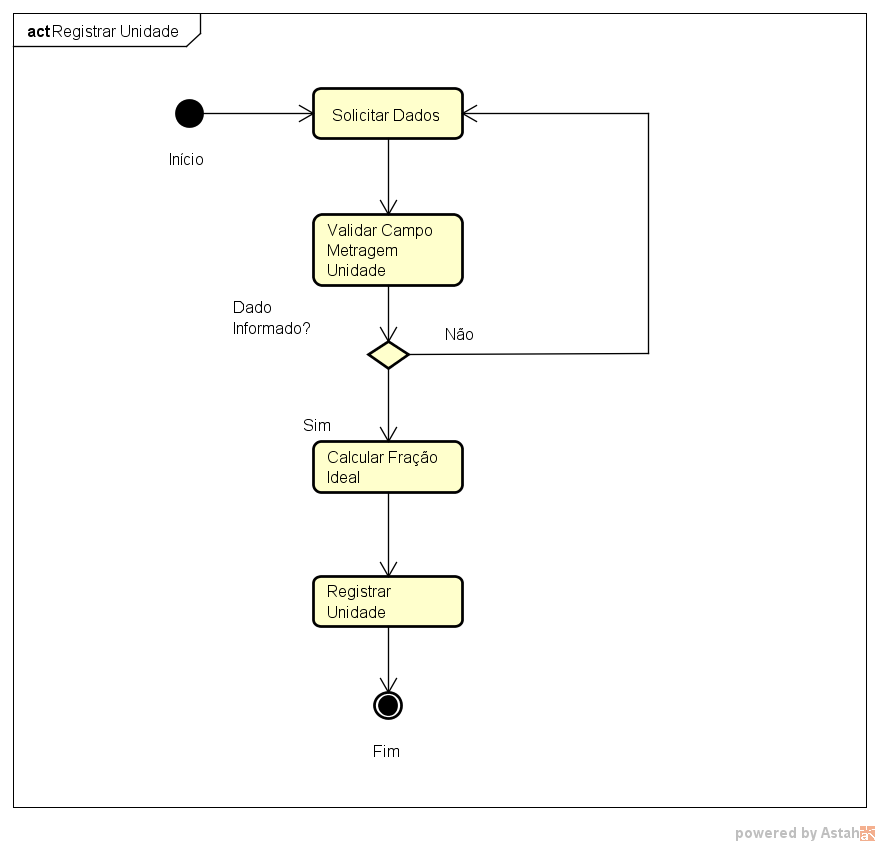 act Registrar Unidade
Solicitar Dados
Início
Validar Campo
Metragem
Unidade
Dado
Informado?
Não
Sim
Calcular Fração
Ideal
Registrar
Unidade
Fim
powered by Astah